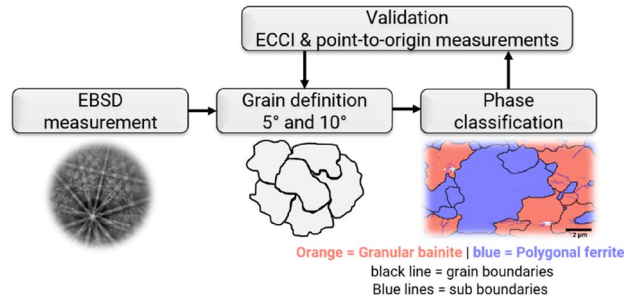 Validation
ECCI & point-to-origin measurements
EBSD
measurement
Grain definition
5° and 10°
Phase
classification
2 µm
Orange = Granular bainite | blue = Polygonal ferrite
black line = grain boundaries
Blue lines = sub boundaries